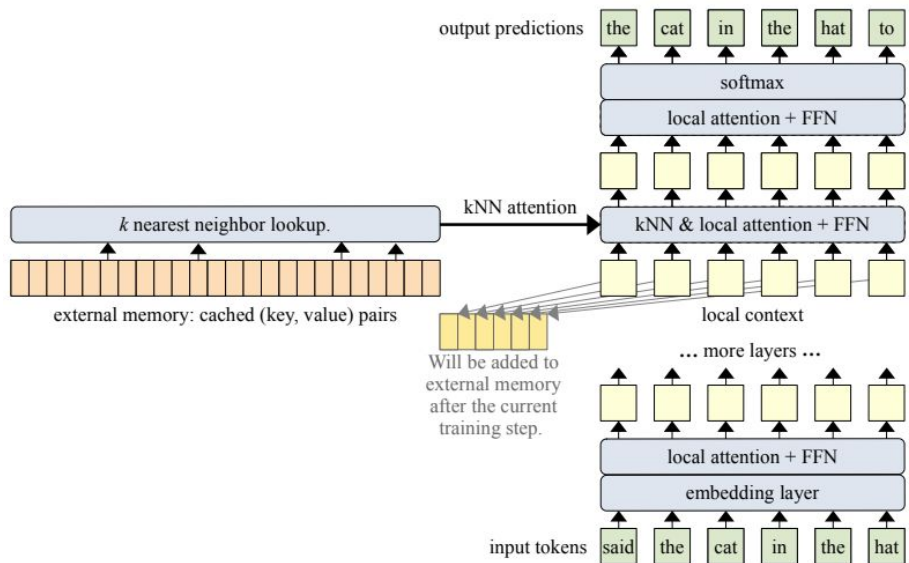 output predictions the cat in the hat to
softmax
local attention + FFN
kNN attention
k nearest neighbor lookup.
kNN & local attention + FFN
external memory: cached (key, value) pairs
local context
Will be added to
external memory
after the current
training step.
... more layers ...
local attention + FFN
embedding layer
input tokens said the cat in the hat